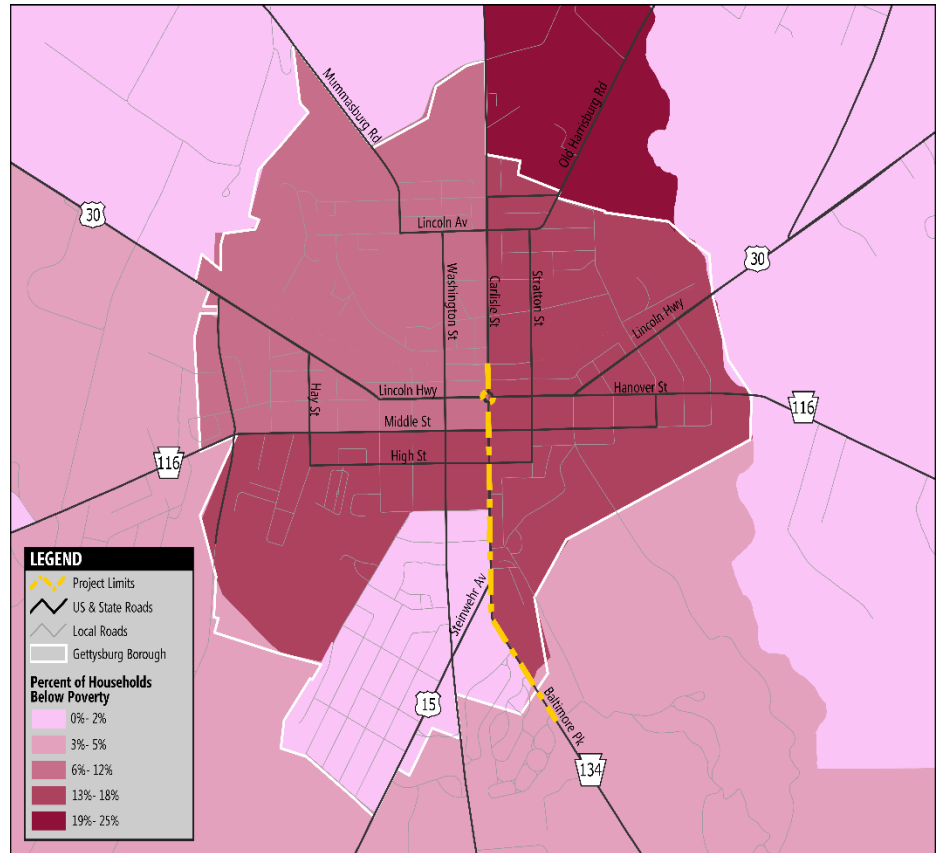 Mummasburg Rd
Old Harrisburg Rd
30
Lincoln Av
30
Washington St
Carlisle St
Stratton St
Lincoln Hwy
Hay St
Lincoln Hwy
Hanover St
Middle St
116
116
High St
Steinwehr Av
15
Baltimore Pk
134
LEGEND
Project Limits
US & State Roads
Local Roads
Gettysburg Borough
Percent of Households
Below Poverty
0%- 2%
3%- 5%
6%- 12%
13%- 18%
19%- 25%